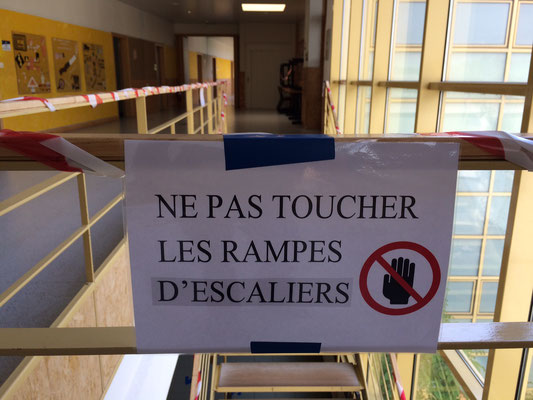 NE PAS TOUCHER
LES RAMPES
D'ESCALIERS